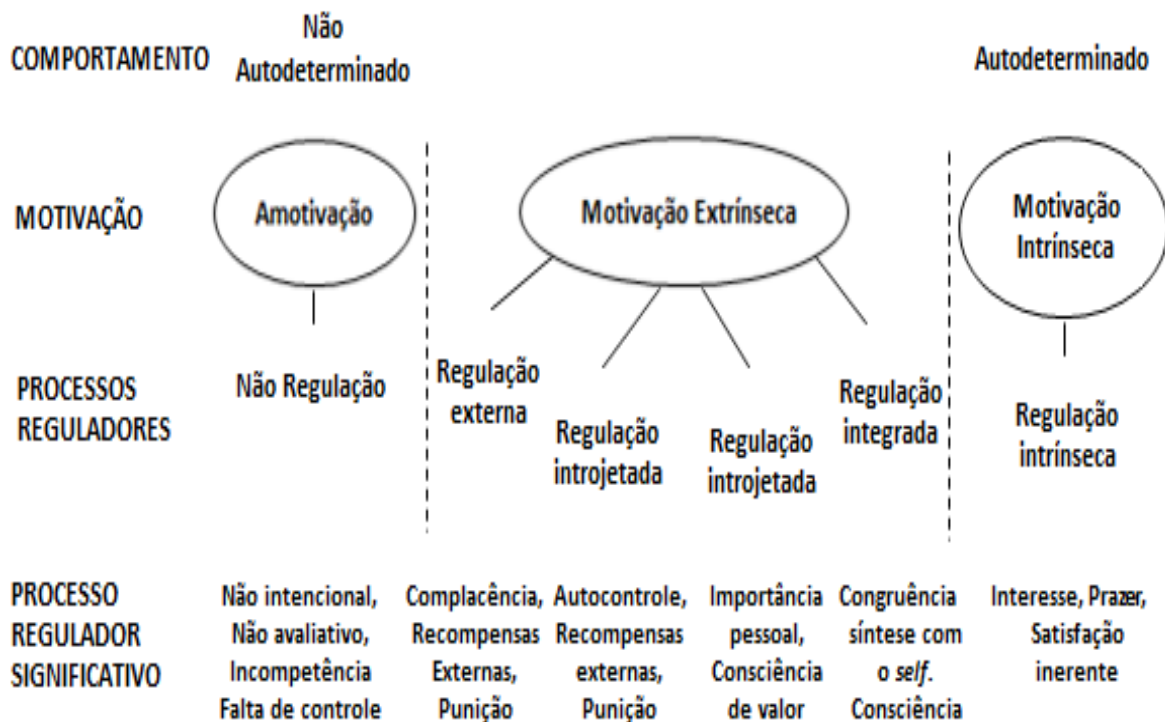 COMPORTAMENTO
Não
Autodeterminado
Autodeterminado
MOTIVAÇÃO
Amotivação
Motivação Extrínseca
Motivação
Intrínseca
PROCESSOS
REGULADORES
Não Regulação
Regulação
externa
Regulação
introjetada
Regulação
introjetada
Regulação
integrada
Regulação
intrínseca
PROCESSO
REGULADOR
SIGNIFICATIVO
Não intencional,
Não avaliativo,
Incompetência
Falta de controle
Complacência,
Recompensas
Externas,
Punição
Autocontrole,
Recompensas
externas,
Punição
Importância
pessoal,
Consciência
de valor
Congruência
síntese com
o self.
Consciência
Interesse, Prazer,
Satisfação
inerente